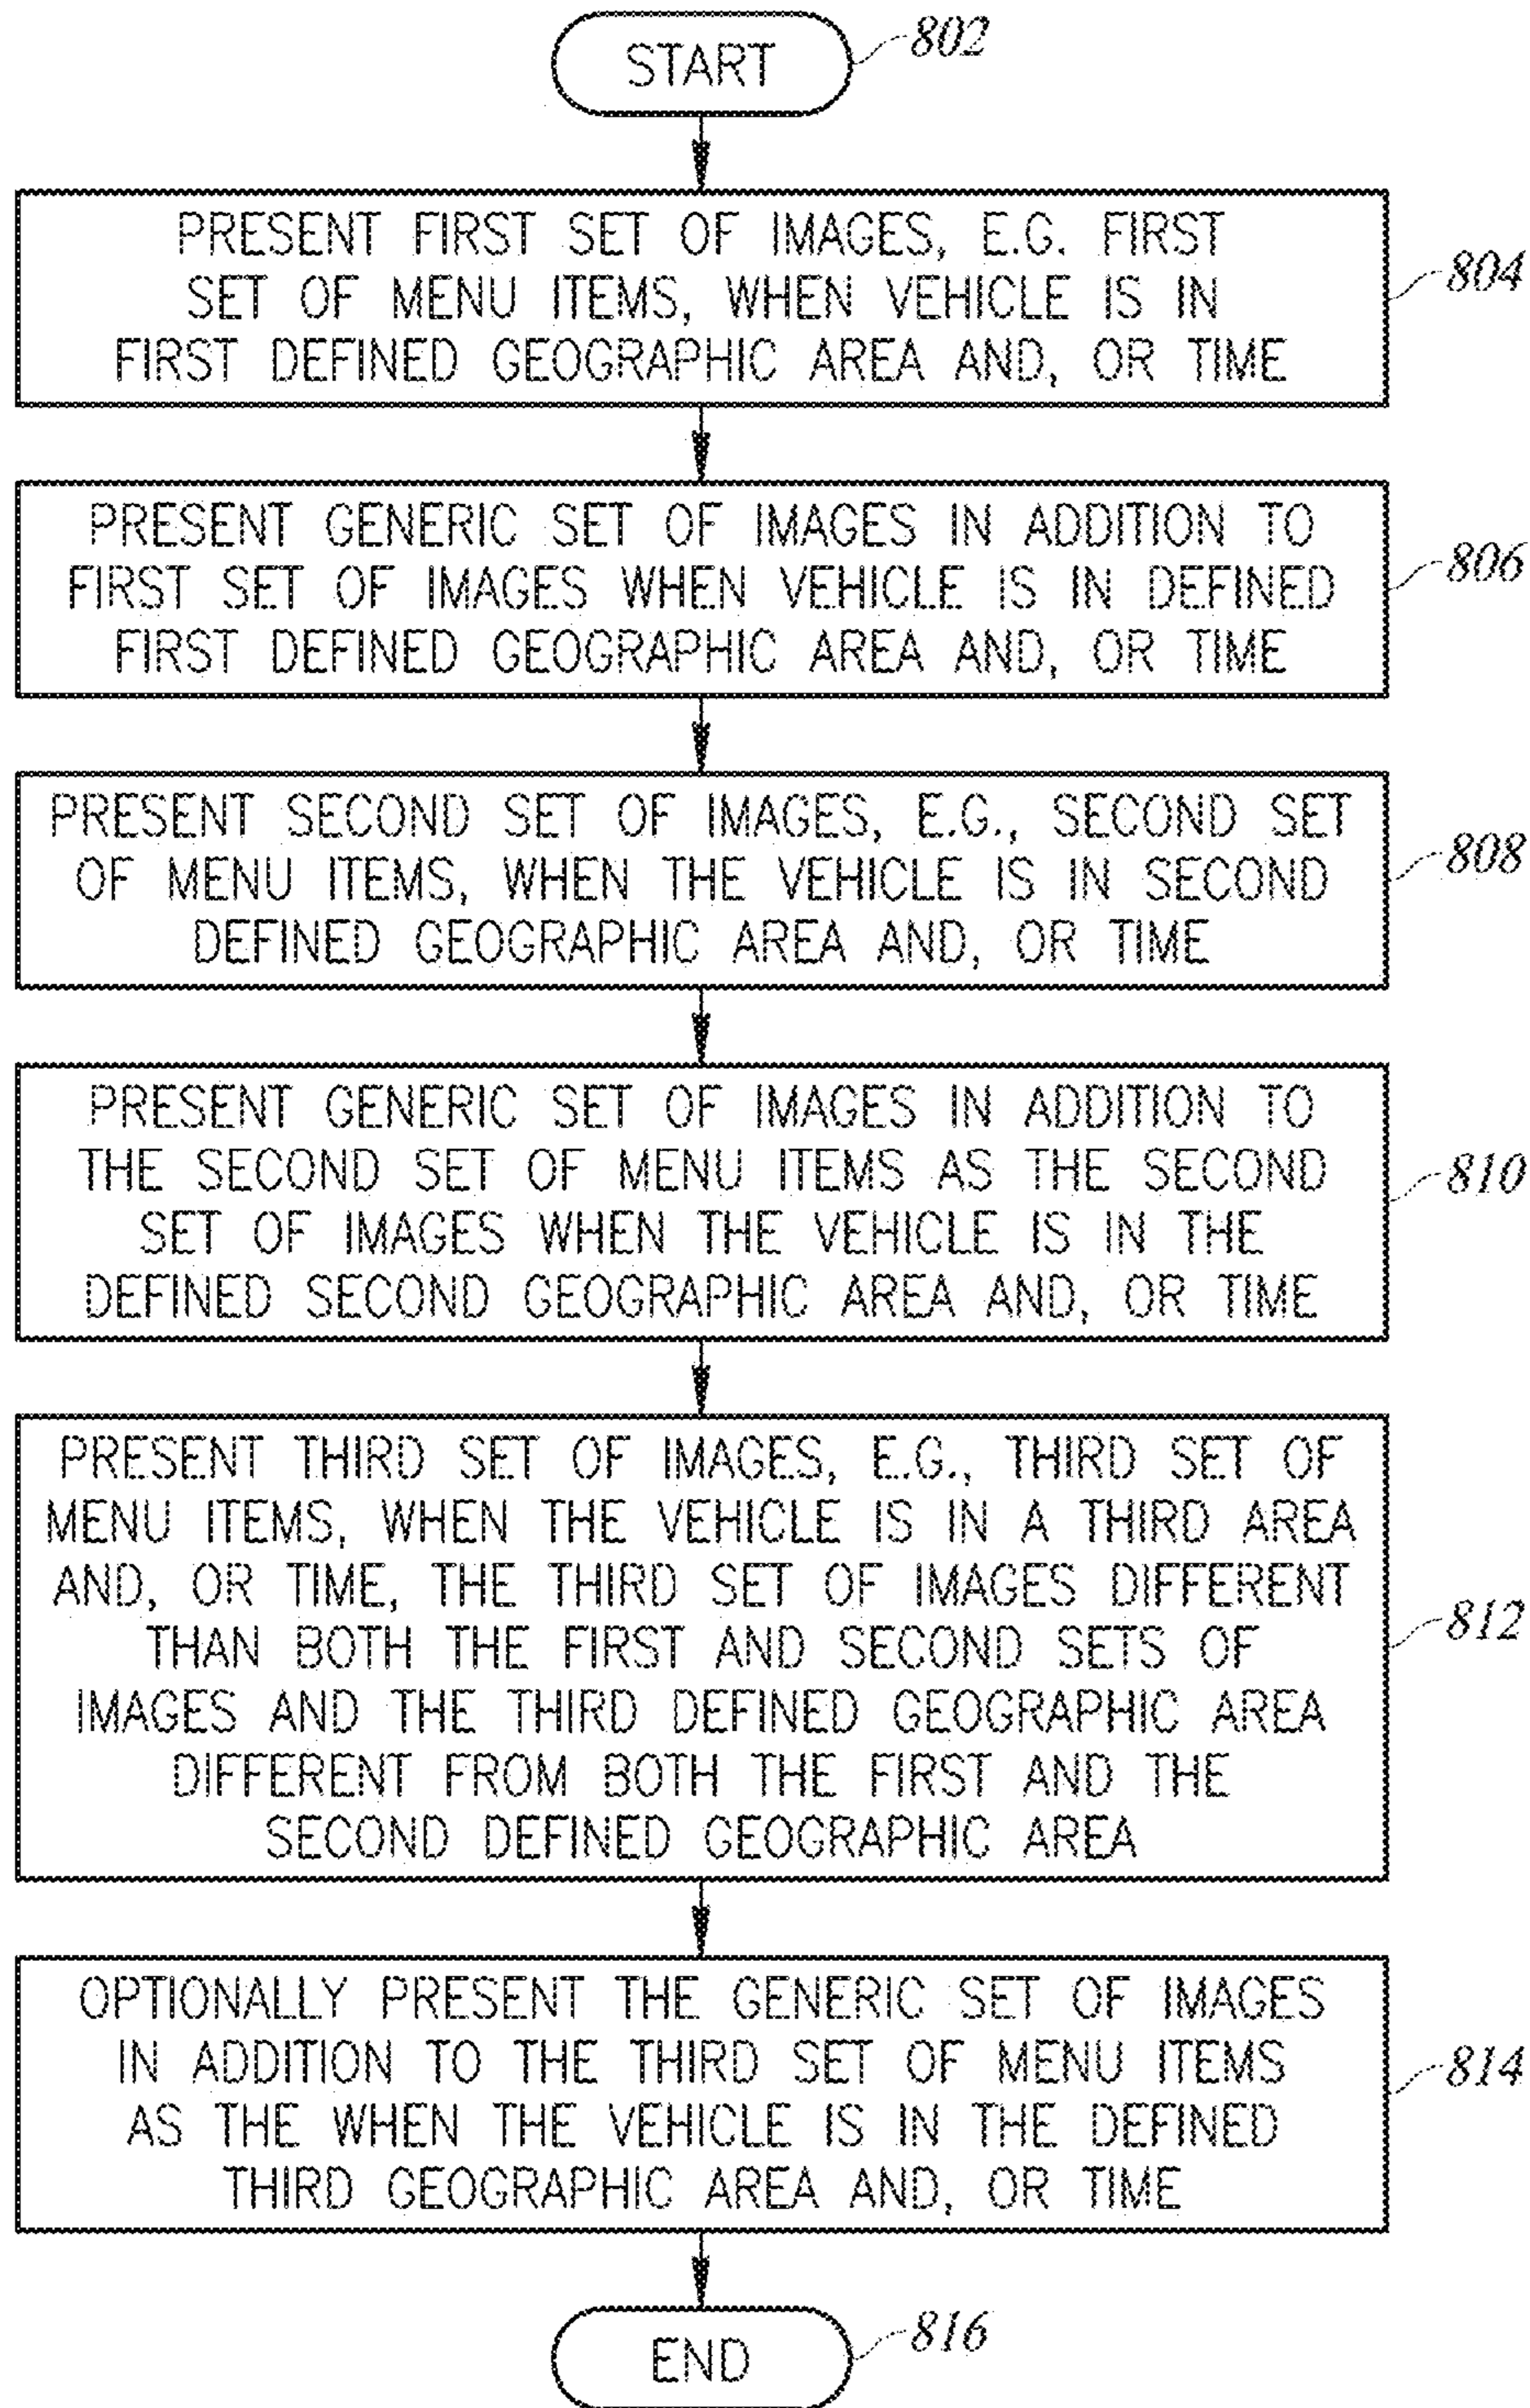 START
802
PRESENT FIRST SET OF IMAGES, E.G. FIRST
SET OF MENU ITEMS, WHEN VEHICLE IS IN
FIRST DEFINED GEOGRAPHIC AREA AND, OR TIME
804
PRESENT GENERIC SET OF IMAGES IN ADDITION TO
FIRST SET OF IMAGES WHEN VEHICLE IS IN DEFINED
FIRST DEFINED GEOGRAPHIC AREA AND, OR TIME
806
PRESENT SECOND SET OF IMAGES, E.G., SECOND SET
OF MENU ITEMS, WHEN THE VEHICLE IS IN SECOND
DEFINED GEOGRAPHIC AREA AND, OR TIME
808
PRESENT GENERIC SET OF IMAGES IN ADDITION TO
THE SECOND SET OF MENU ITEMS AS THE SECOND
SET OF IMAGES WHEN THE VEHICLE IS IN THE
DEFINED SECOND GEOGRAPHIC AREA AND, OR TIME
810
PRESENT THIRD SET OF IMAGES, E.G., THIRD SET OF
MENU ITEMS, WHEN THE VEHICLE IS IN A THIRD AREA
AND, OR TIME, THE THIRD SET OF IMAGES DIFFERENT
THAN BOTH THE FIRST AND SECOND SETS OF
IMAGES AND THE THIRD DEFINED GEOGRAPHIC AREA
DIFFERENT FROM BOTH THE FIRST AND THE
SECOND DEFINED GEOGRAPHIC AREA
812
OPTIONALLY PRESENT THE GENERIC SET OF IMAGES
IN ADDITION TO THE THIRD SET OF MENU ITEMS
AS THE WHEN THE VEHICLE IS IN THE DEFINED
THIRD GEOGRAPHIC AREA AND, OR TIME
814
END
816